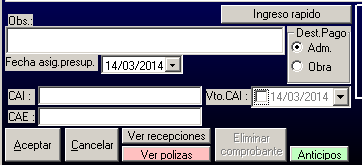 Ingreso rapido
Obs.:
Dest.Pago
Adm.
Obra
Fecha asig.presup. 14/03/2014
CAI : Vto.CAI : 14/03/2014
CAE :
Aceptar Cancelar Ver recepciones Eliminar comprobante
Ver polizas Anticipos